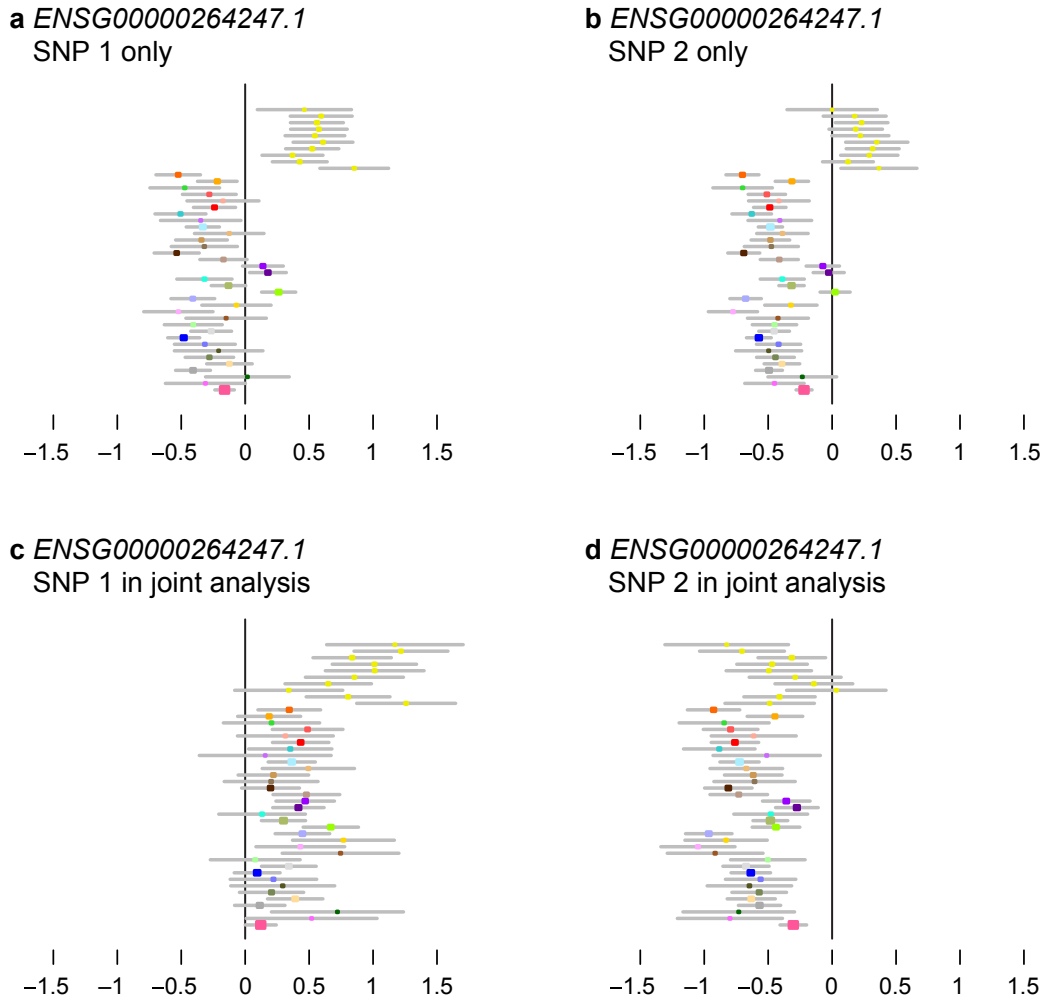 a ENSG00000264247.1
SNP 1 only
b ENSG00000264247.1
SNP 2 only
–1.5 –1 –0.5 0 0.5 1 1.5
–1.5 –1 –0.5 0 0.5 1 1.5
c ENSG00000264247.1
SNP 1 in joint analysis
d ENSG00000264247.1
SNP 2 in joint analysis
–1.5 –1 –0.5 0 0.5 1 1.5
–1.5 –1 –0.5 0 0.5 1 1.5